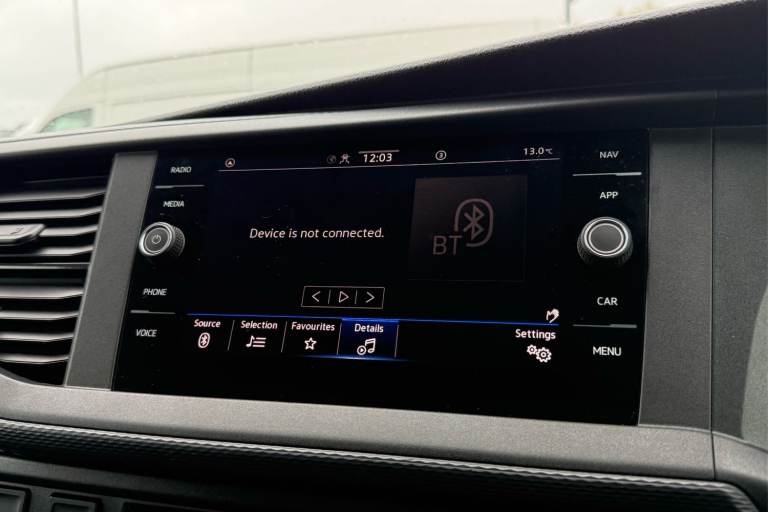 RADIO
MEDIA
PHONE
VOICE
12:03
3
13.0°C
Device is not connected.
BT
Source
Selection
Favourites
Details
Settings
NAV
APP
CAR
MENU